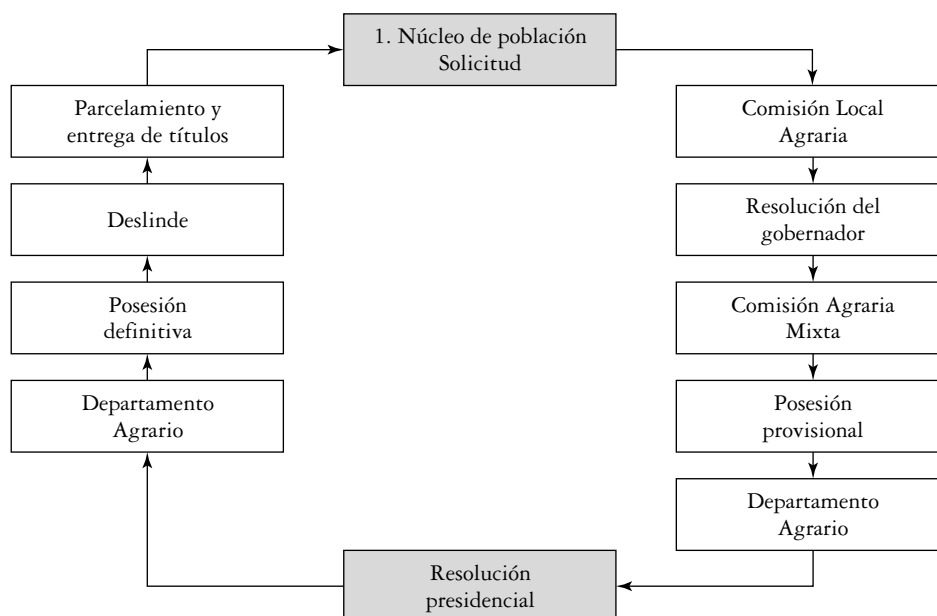 1. Núcleo de población
Solicitud
Comisión Local
Agraria
Resolución del
gobernador
Comisión Agraria
Mixta
Posesión
provisional
Departamento
Agrario
Resolución
presidencial
Departamento
Agrario
Posesión
definitiva
Deslinde
Parcelamiento y
entrega de títulos